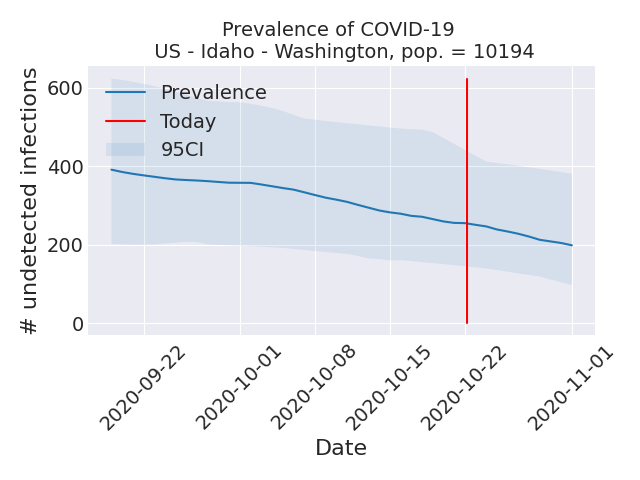 Prevalence of COVID-19
US - Idaho - Washington, pop. = 10194
# undetected infections
600
400
200
0
Prevalence
Today
95CI
2020-09-22
2020-10-01
2020-10-08
2020-10-15
2020-10-22
2020-11-01
Date